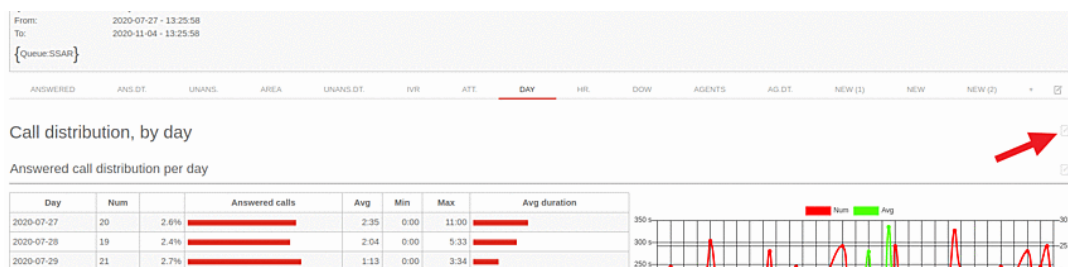 From: 2020-07-27 - 13:25:58
To: 2020-11-04 - 13:25:58
{Queue:SSAR}
ANSWERED ANS.DT. UNANS. AREA UNANS.DT. IVR ATT. DAY HR. DOW AGENTS AG.DT. NEW (1) NEW NEW (2) +
Call distribution, by day
Answered call distribution per day
Day Num Answered calls Avg Min Max Avg duration
2020-07-27 20 2.6% 2:35 0:00 11:00
2020-07-28 19 2.4% 2:04 0:00 5:33
2020-07-29 21 2.7% 1:13 0:00 3:34
Num Avg
350 s
300 s
250 s